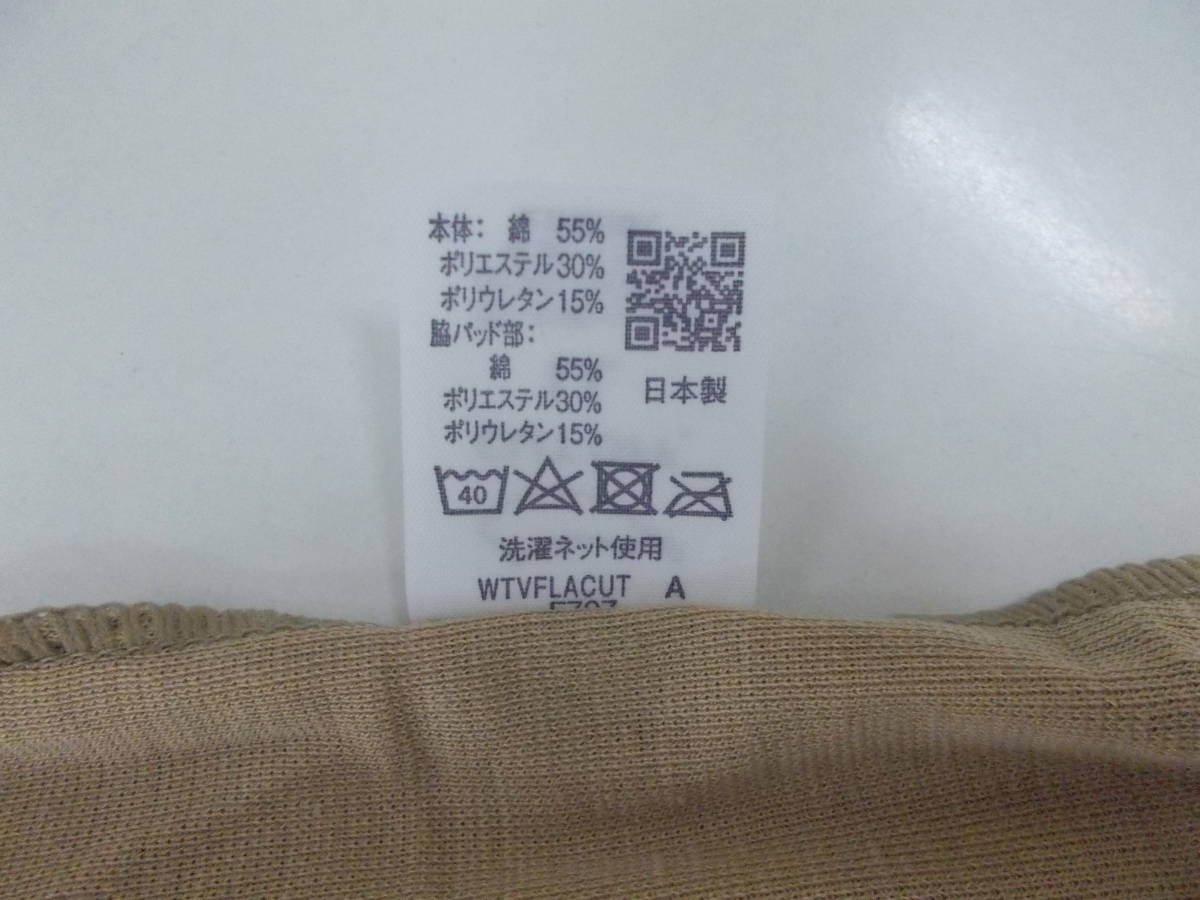 本体： 綿 55%
ポリエステル30%
ポリウレタン15%
脇パッド部：
綿 55%
ポリエステル30%
ポリウレタン15%
日本製
40
洗濯ネット使用
WTVFLACUT A